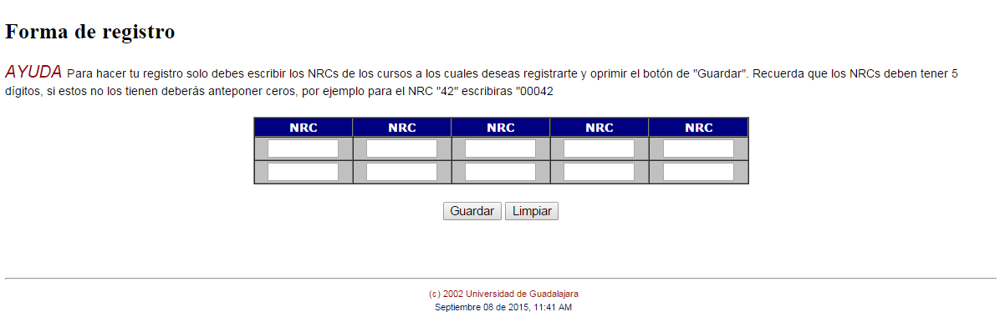 Forma de registro
AYUDA Para hacer tu registro solo debes escribir los NRCs de los cursos a los cuales deseas registrarte y oprimir el botón de "Guardar". Recuerda que los NRCs deben tener 5
dígitos, si estos no los tienen deberás anteponer ceros, por ejemplo para el NRC "42" escribiras "00042
NRC NRC NRC NRC NRC
Guardar Limpiar
(c) 2002 Universidad de Guadalajara
Septiembre 08 de 2015, 11:41 AM